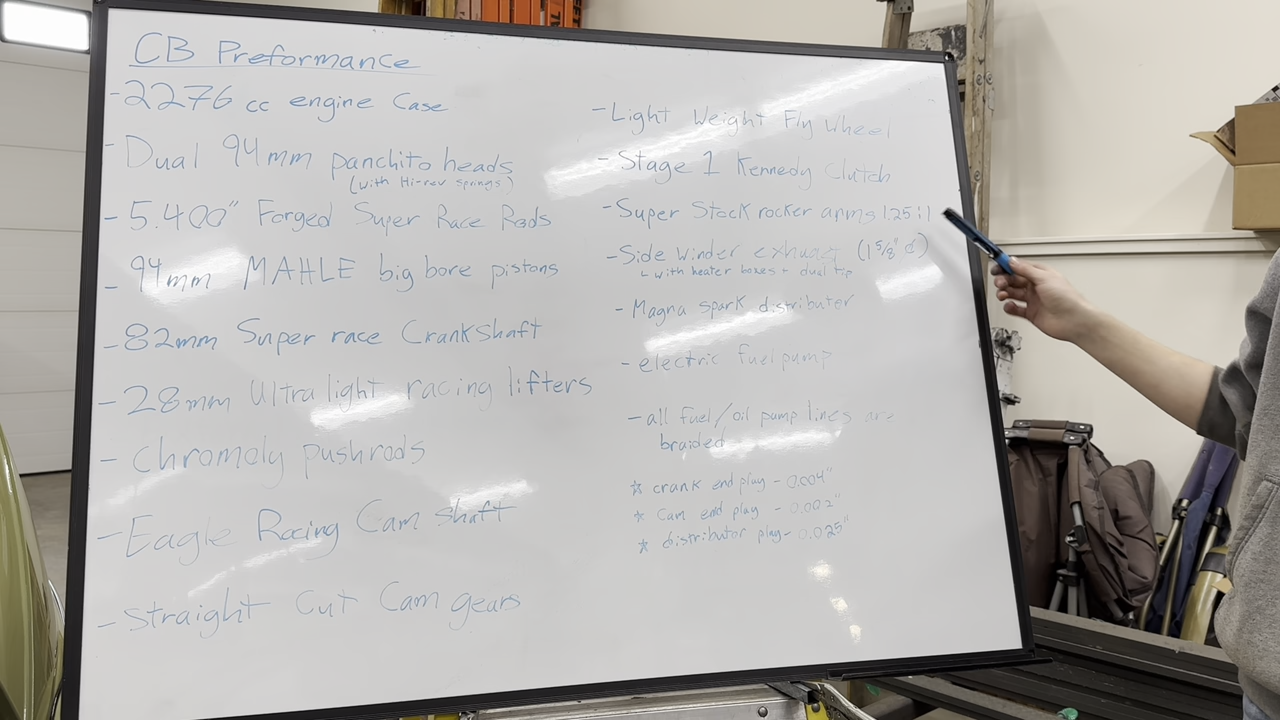 CB Preformance
-2276 cc engine Case
- Dual 94mm panchito heads
(with Hi-rev springs)
- 5.400" Forged Super Race Rods
- 94mm MAHLE big bore pistons
- 82mm Super race Crankshaft
- 28mm Ultra light racing lifters
- Chromoly pushrods
- Eagle Racing Cam shaft
- Straight Cut Cam gears
- Light Weight Fly Wheel
- Stage 1 Kennedy Clutch
- Super Stock rocker arms 1.25:1
- Side winder exhuast (1 5/8" d)
with heater boxes + dual tip
- Magna spark distributer
- electric fuel pump
- all fuel/oil pump lines are
braided
☆ crank end play - 0.004"
☆ Cam end play - 0.002"
☆ distributor play - 0.025"